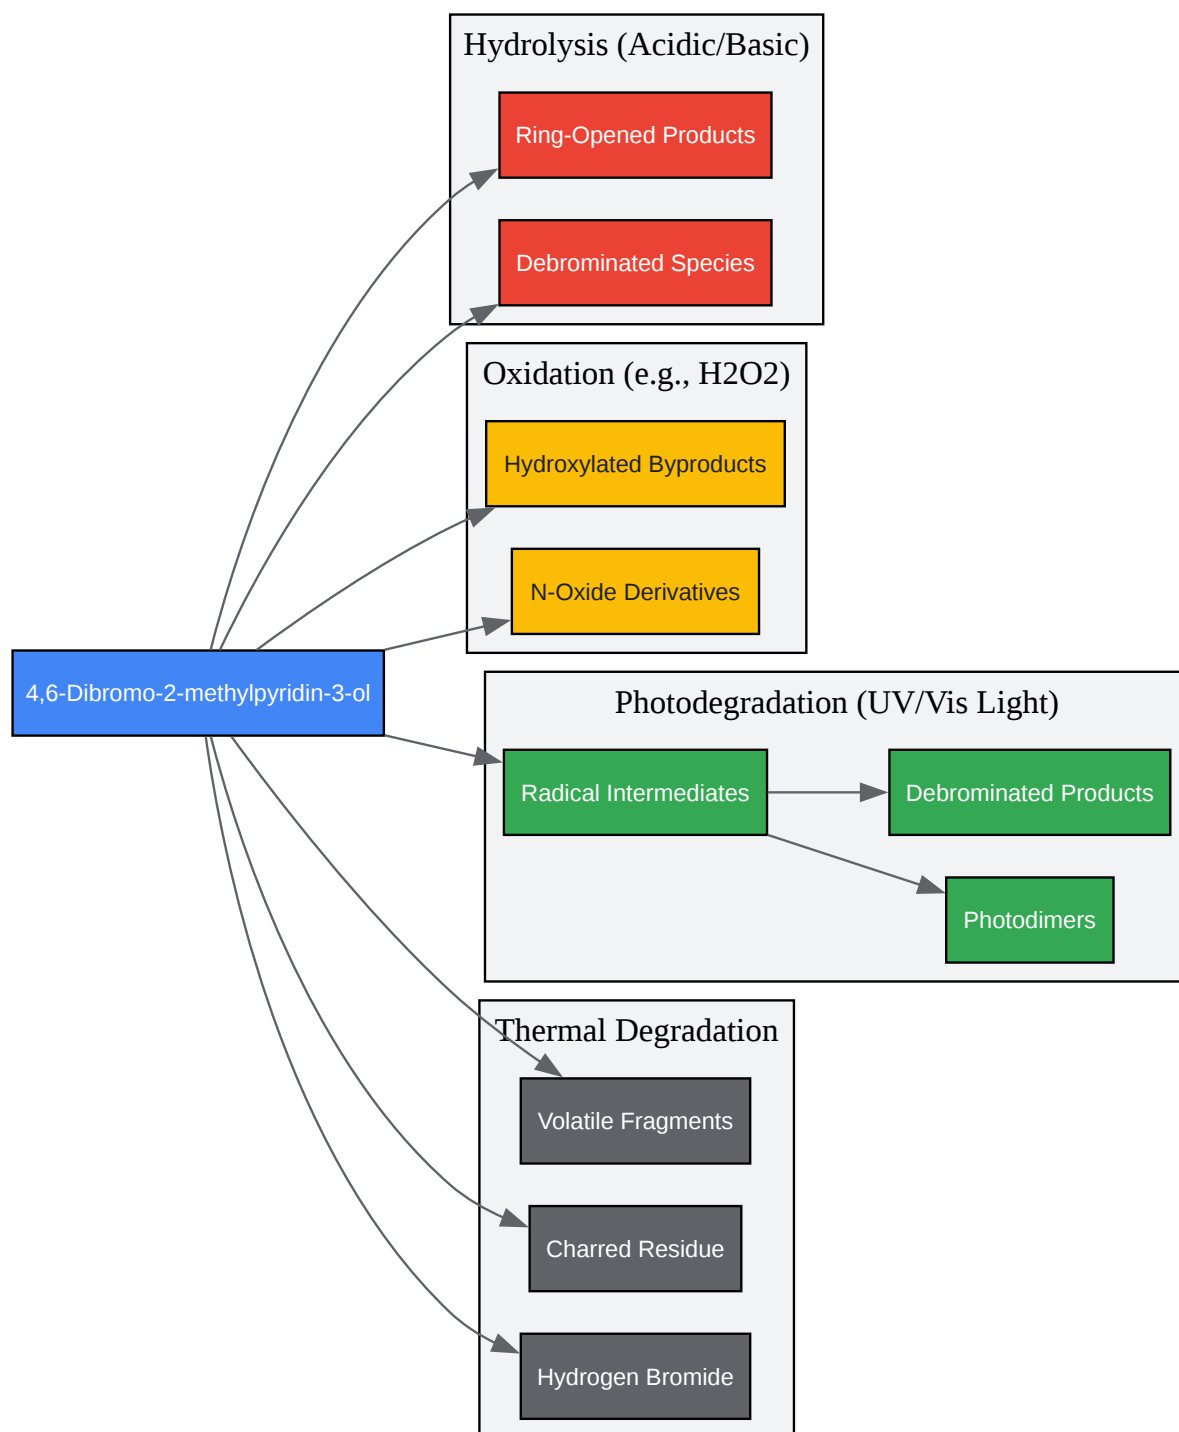 Hydrolysis (Acidic/Basic)
Ring-Opened Products
Debrominated Species
Oxidation (e.g., H2O2)
Hydroxylated Byproducts
N-Oxide Derivatives
4,6-Dibromo-2-methylpyridin-3-ol
Photodegradation (UV/Vis Light)
Radical Intermediates
Debrominated Products
Photodimers
Thermal Degradation
Volatile Fragments
Charred Residue
Hydrogen Bromide